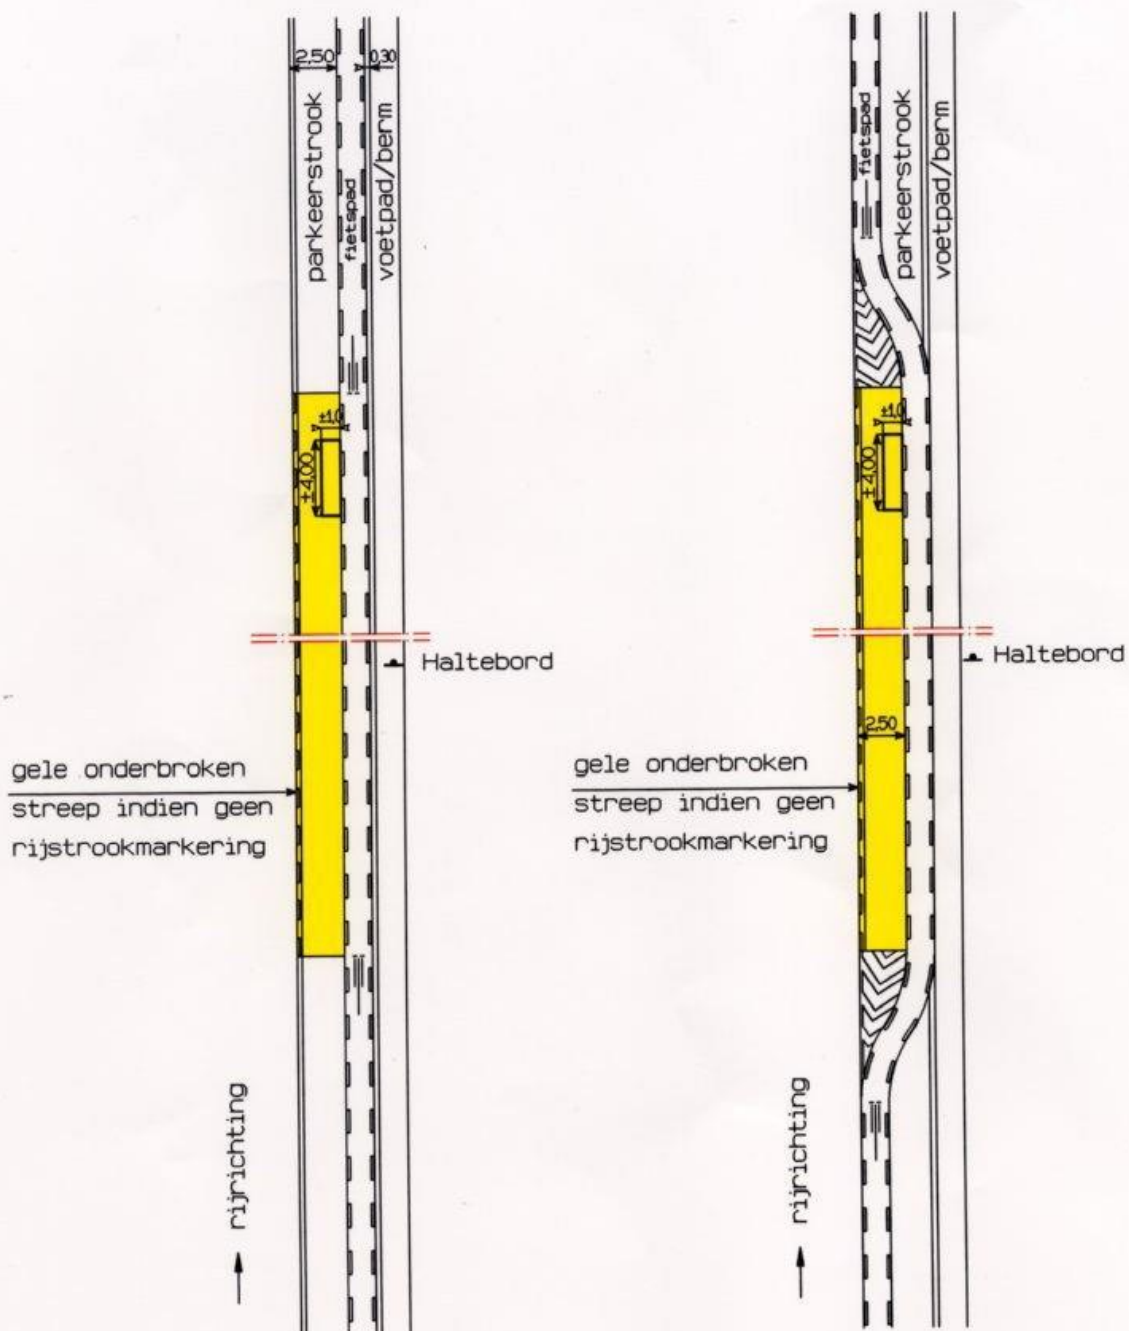 2,50
0,30
parkeerstrook
fietspad
voetpad/berm
±1,0
±4,00
Haltebord
gele onderbroken
streep indien geen
rijstrookmarkering
rijrichting
fietspad
parkeerstrook
voetpad/berm
±1,0
±4,00
Haltebord
2,50
gele onderbroken
streep indien geen
rijstrookmarkering
rijrichting